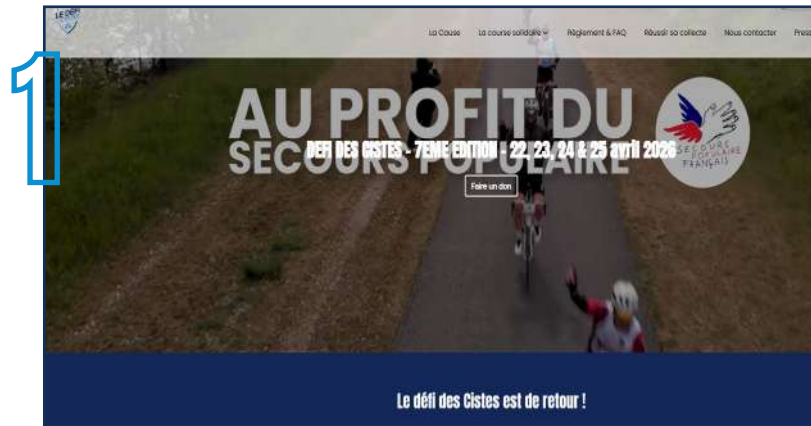 LE DÉFI
La Cause La course solidaire Règlement & FAQ Réussir sa collecte Nous contacter Press
1
AU PROFIT DU
SECOURS POPULAIRE
DEFI DES CISTES - 7EME EDITION - 22, 23, 24 & 25 avril 2026
SECOURS
POPULAIRE
FRANÇAIS
Faire un don
Le défi des Cistes est de retour !